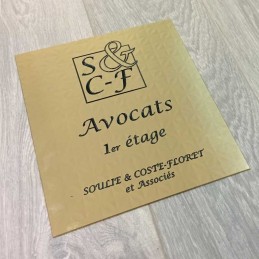 S&
C-F
Avocats
1er étage
SOULIE & COSTE-FLORET
et Associés